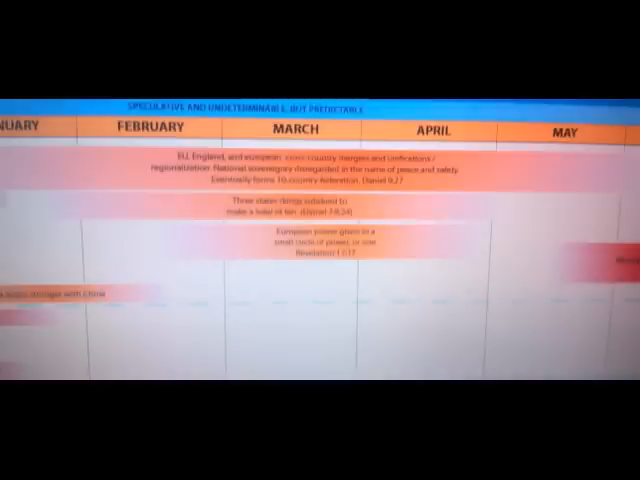 SPECULATIVE AND UNDETERMINABLE, BUT PREDICTABLE
NUARY FEBRUARY MARCH APRIL MAY
EU, England, and european cross-country mergers and unifications /
regionalization. National sovereignty disregarded in the name of peace and safety.
Eventually forms 10-country federation. Daniel 9:27
Three states (kings) subdued to
make a total of ten. (Daniel 7:8,24)
European power given to a
small circle of power, or one
Revelation 17:17
stronger with China